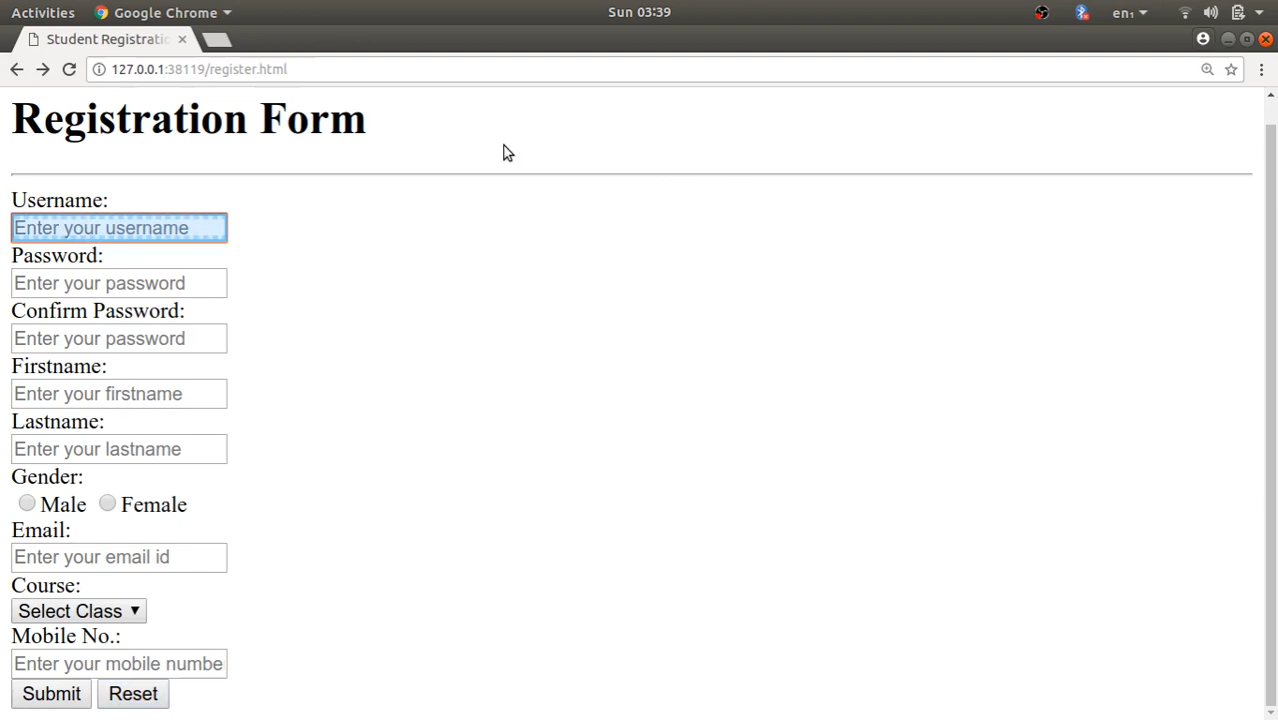 Activities Google Chrome Sun 03:39 en₁
Student Registratio
127.0.0.1:38119/register.html
Registration Form
Username:
Enter your username
Password:
Enter your password
Confirm Password:
Enter your password
Firstname:
Enter your firstname
Lastname:
Enter your lastname
Gender:
Male Female
Email:
Enter your email id
Course:
Select Class
Mobile No.:
Enter your mobile numbe
Submit Reset